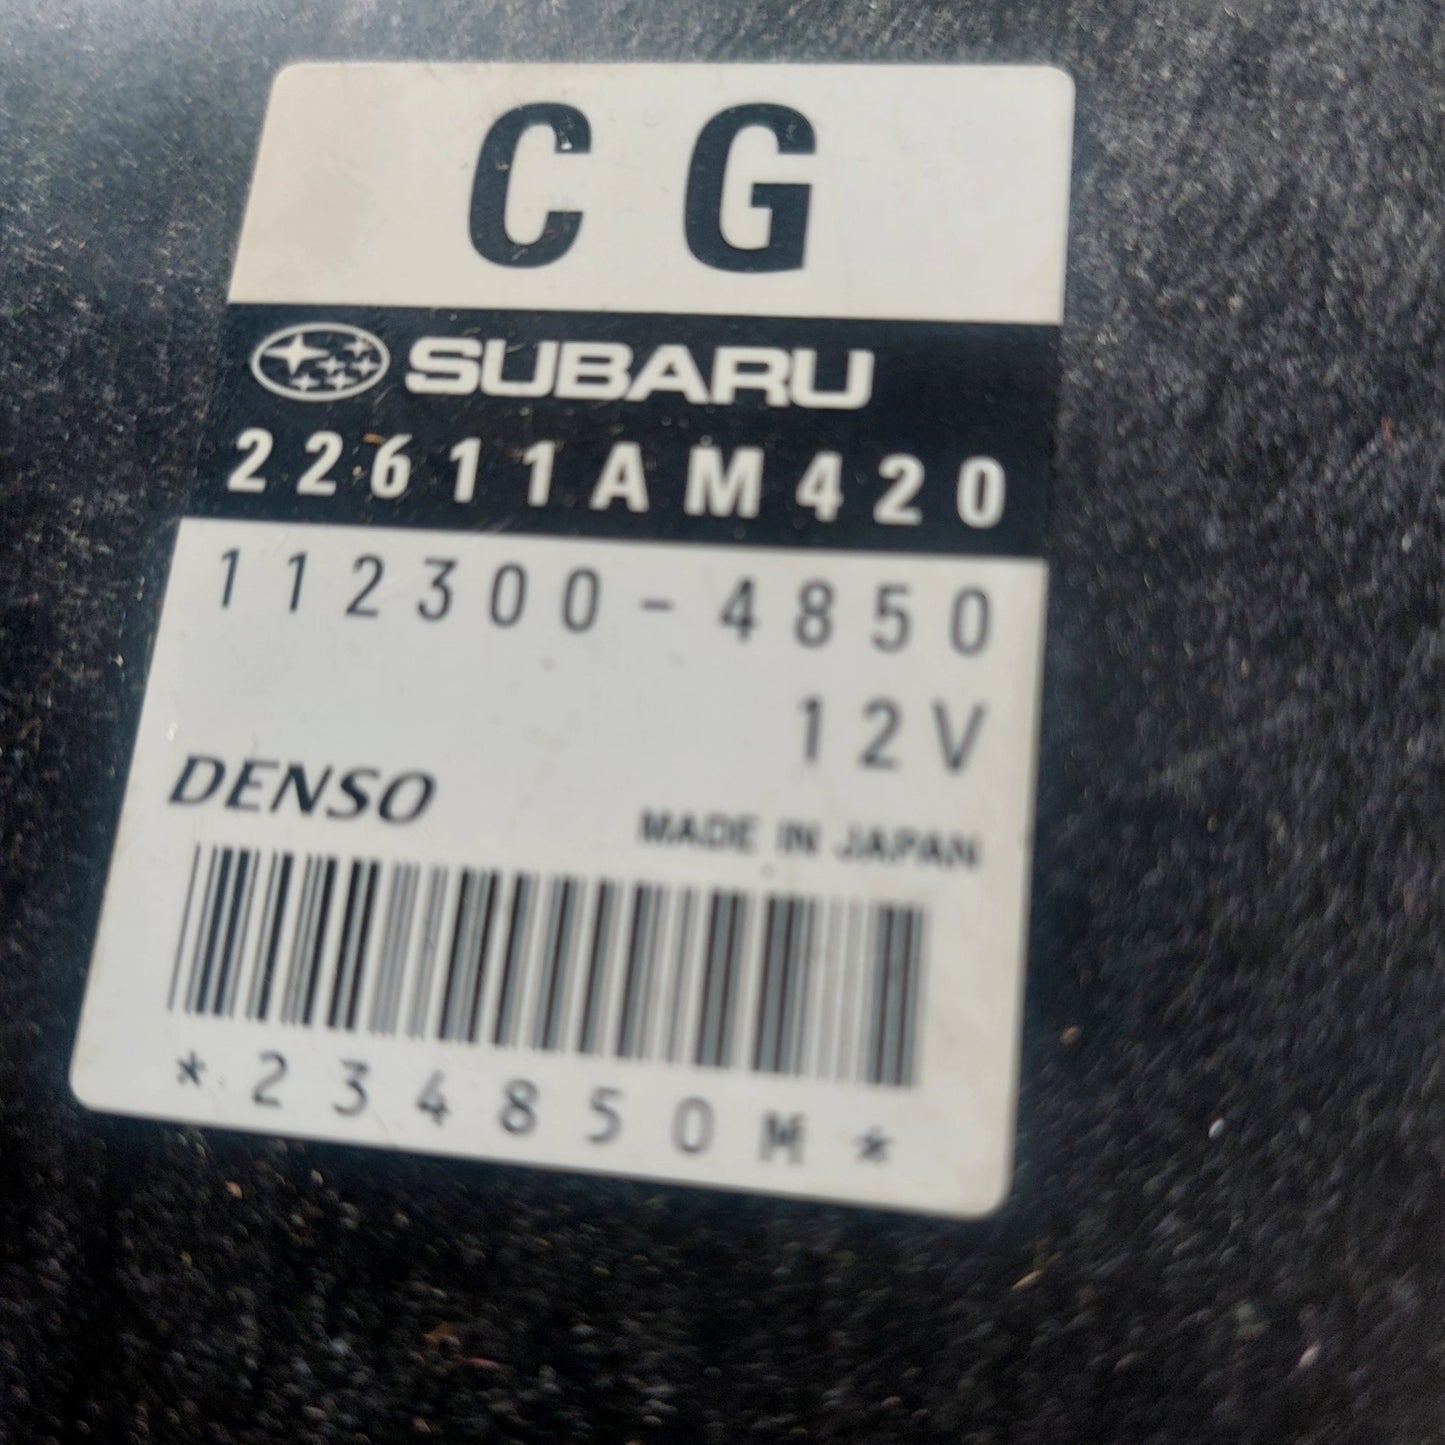 C G
SUBARU
22611AM420
112300-4850
12V
DENSO
MADE IN JAPAN
*234850M*